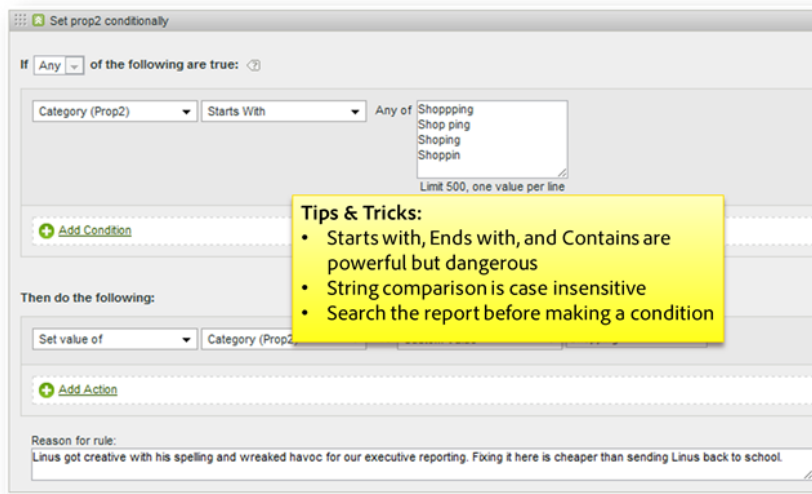 Set prop2 conditionally
If Any of the following are true:
Category (Prop2) Starts With Any of Shoppping
Shop ping
Shoping
Shoppin
Limit 500, one value per line
Tips & Tricks:
• Starts with, Ends with, and Contains are
powerful but dangerous
• String comparison is case insensitive
• Search the report before making a condition
Add Condition
Then do the following:
Set value of Category (Prop2
Add Action
Reason for rule:
Linus got creative with his spelling and wreaked havoc for our executive reporting. Fixing it here is cheaper than sending Linus back to school.